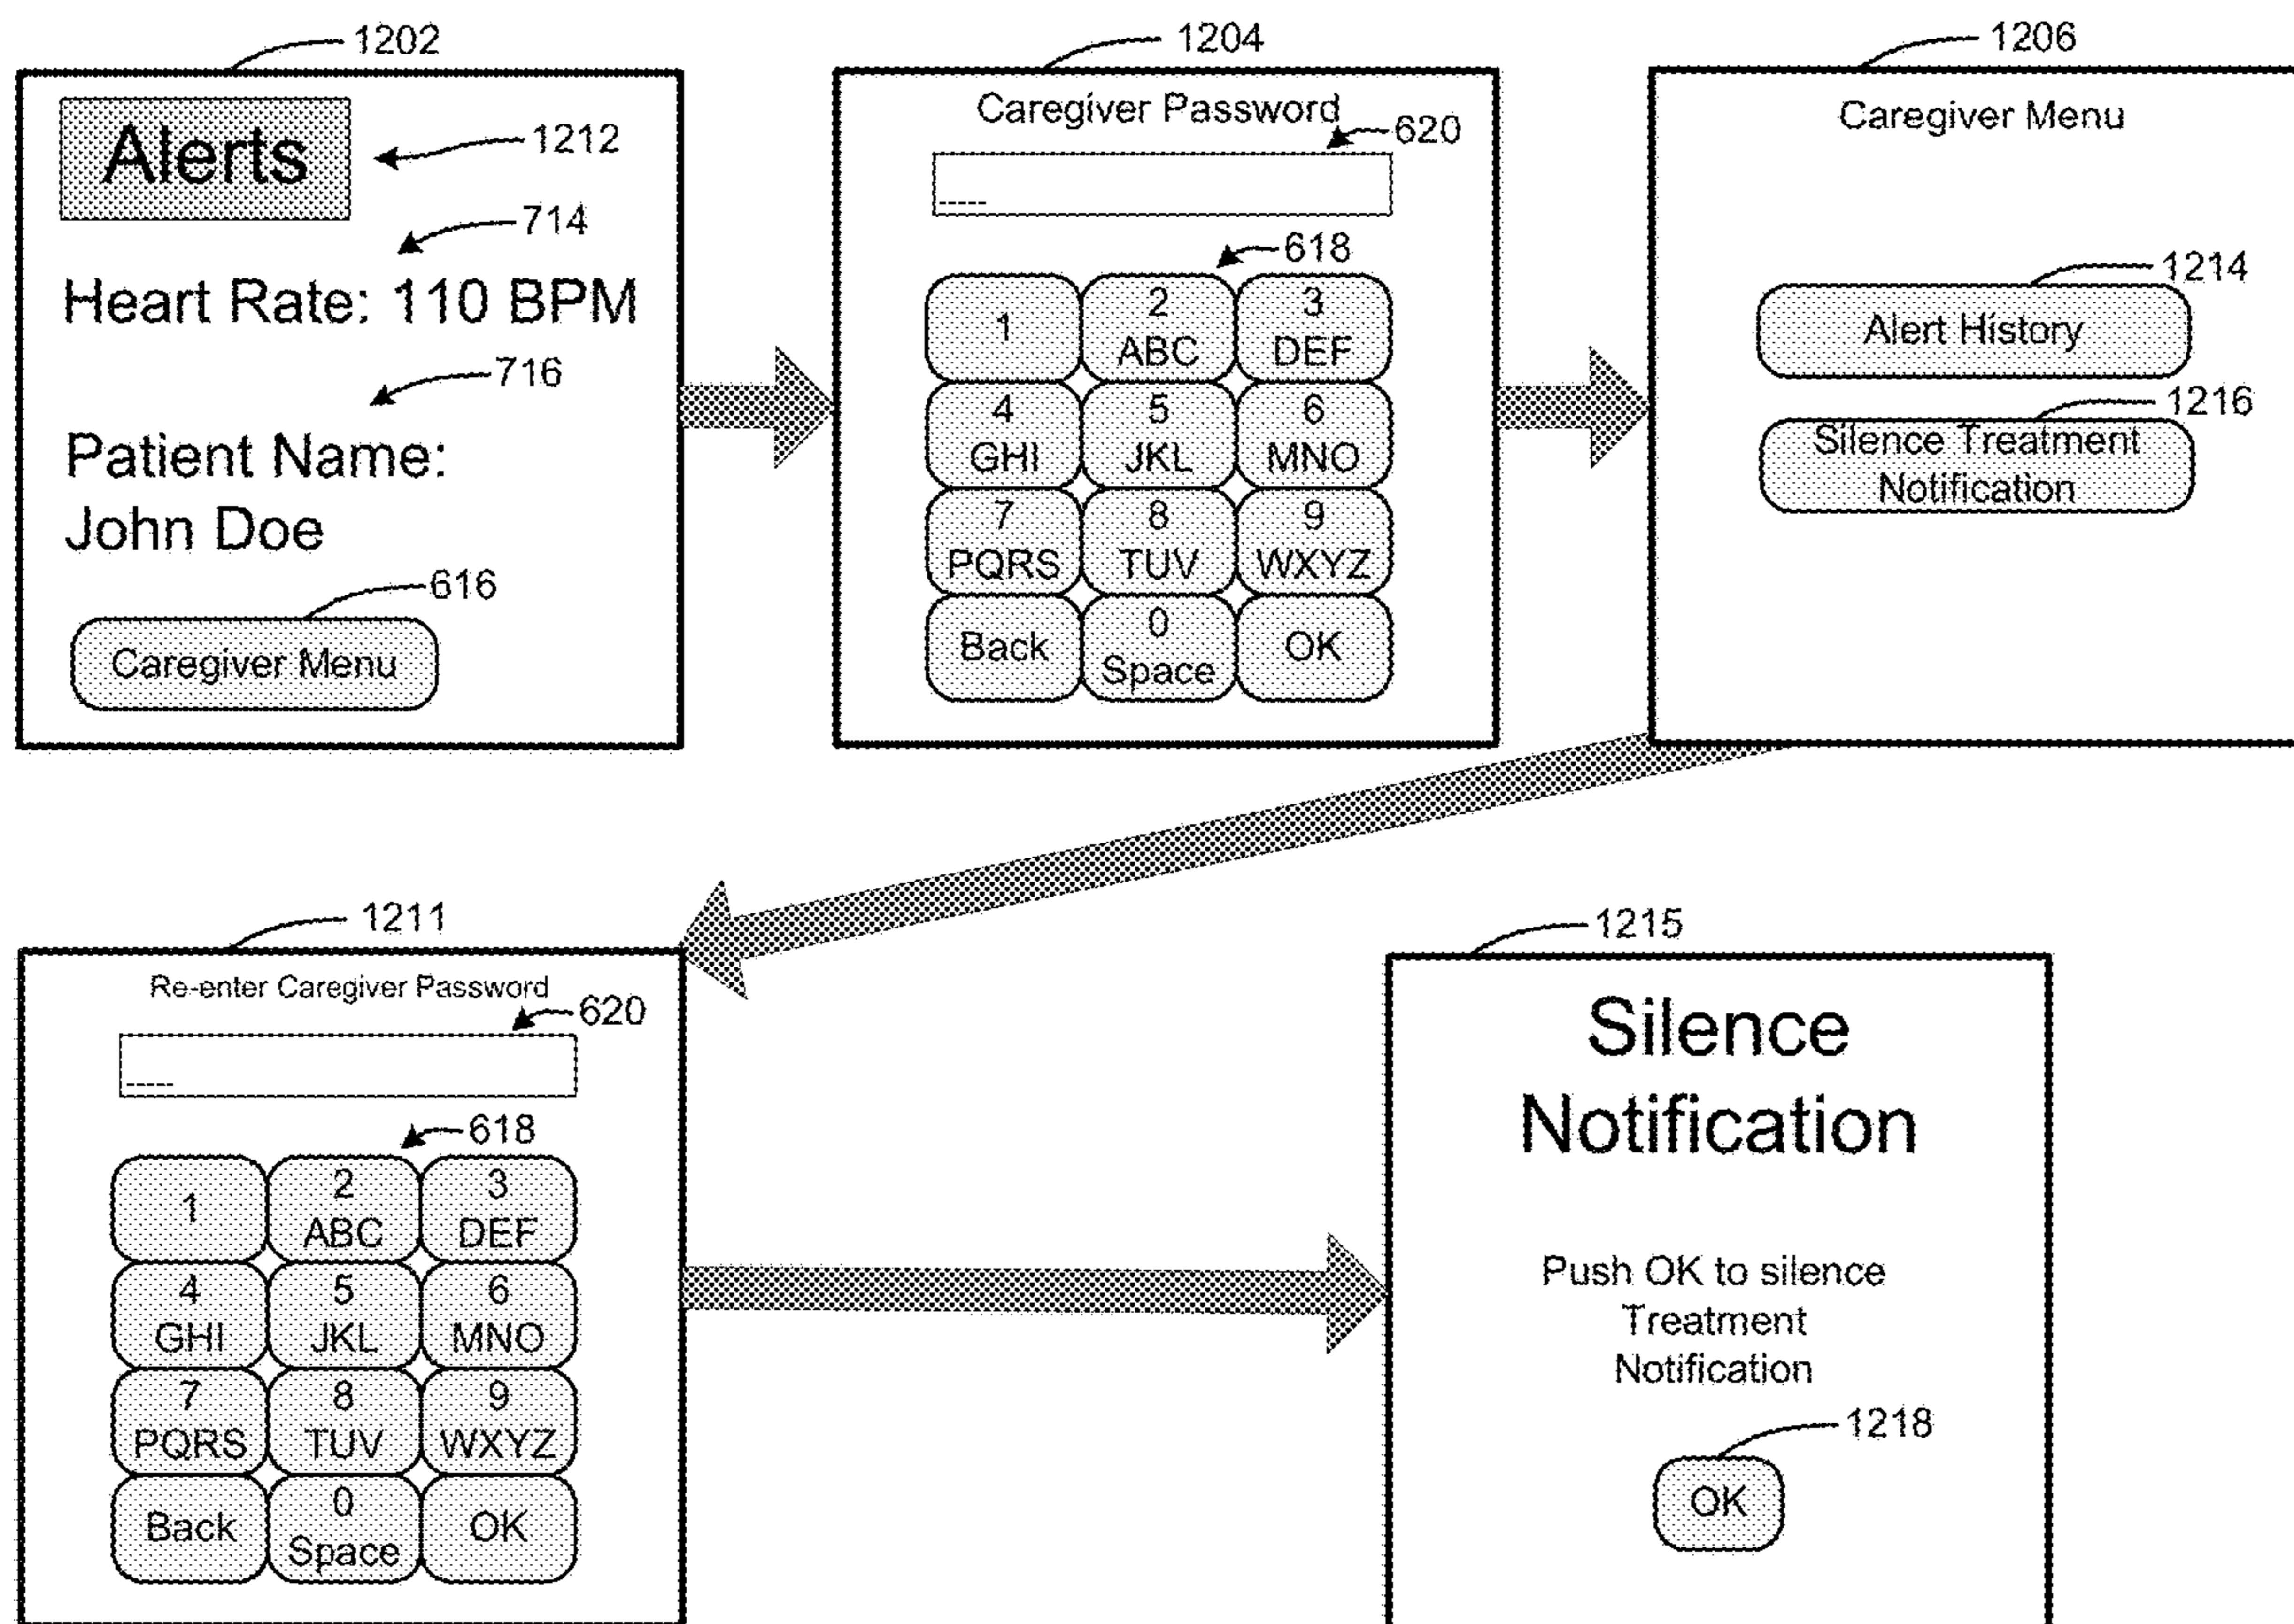 1202
Alerts
1212
714
Heart Rate: 110 BPM
716
Patient Name:
John Doe
616
Caregiver Menu
1204
Caregiver Password
620
618
1
2
ABC
3
DEF
4
GHI
5
JKL
6
MNO
7
PQRS
8
TUV
9
WXYZ
Back
0
Space
OK
1206
Caregiver Menu
1214
Alert History
1216
Silence Treatment
Notification
1211
Re-enter Caregiver Password
620
618
1
2
ABC
3
DEF
4
GHI
5
JKL
6
MNO
7
PQRS
8
TUV
9
WXYZ
Back
0
Space
OK
1215
Silence
Notification
Push OK to silence
Treatment
Notification
1218
OK